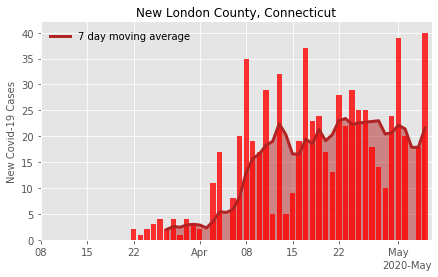 New London County, Connecticut
7 day moving average
New Covid-19 Cases
40
35
30
25
20
15
10
5
0
08 15 22 Apr 08 15 22 May
2020-May